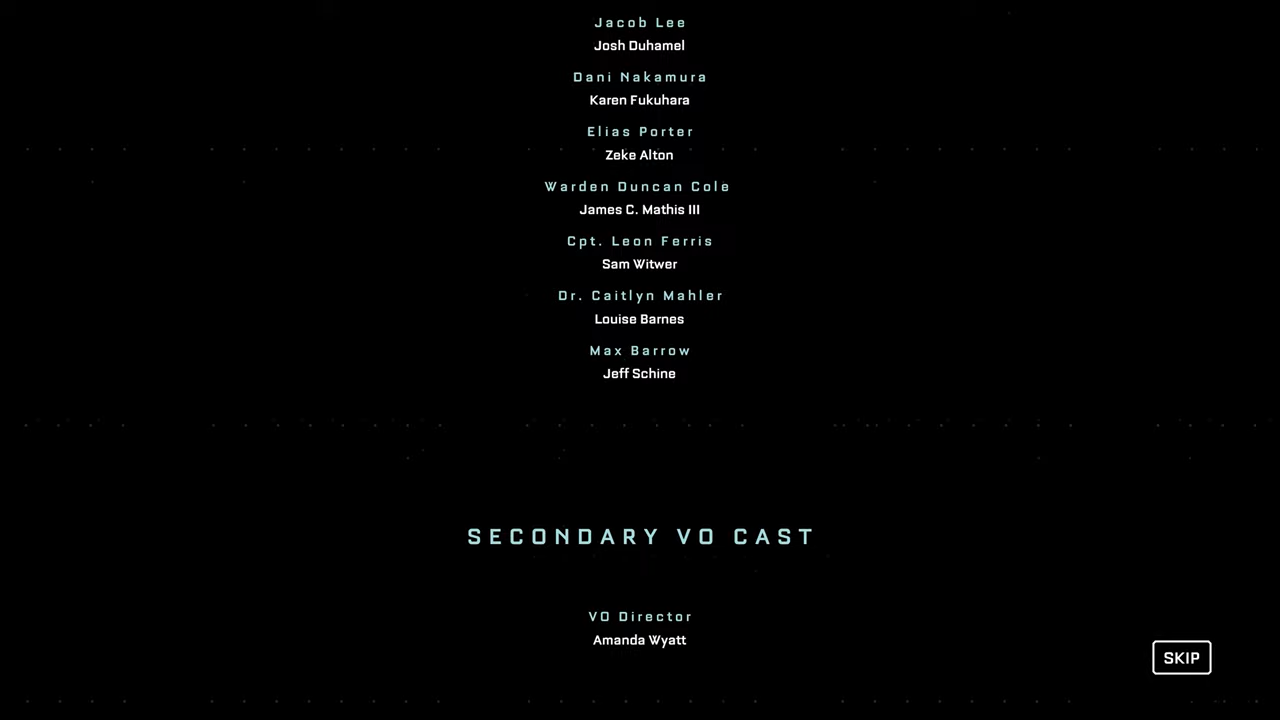 Jacob Lee
Josh Duhamel
Dani Nakamura
Karen Fukuhara
Elias Porter
Zeke Alton
Warden Duncan Cole
James C. Mathis III
Cpt. Leon Ferris
Sam Witwer
Dr. Caitlyn Mahler
Louise Barnes
Max Barrow
Jeff Schine
SECONDARY VO CAST
VO Director
Amanda Wyatt
SKIP